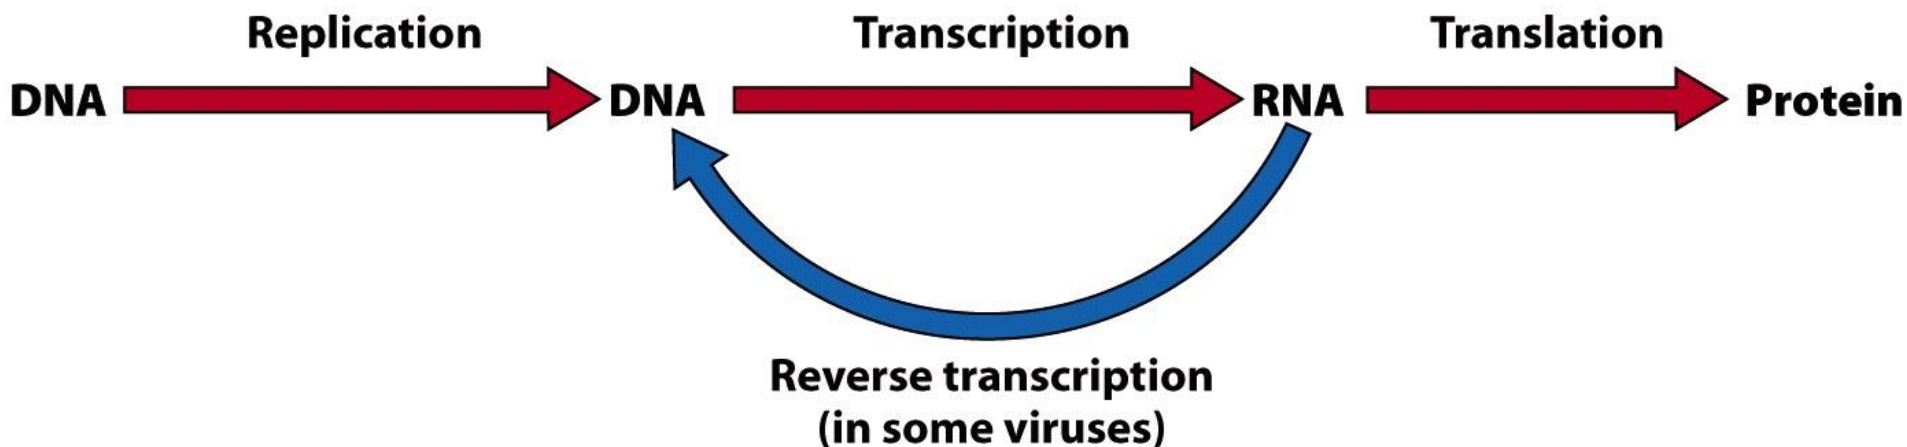 Replication Transcription Translation
DNA DNA RNA Protein
Reverse transcription
(in some viruses)